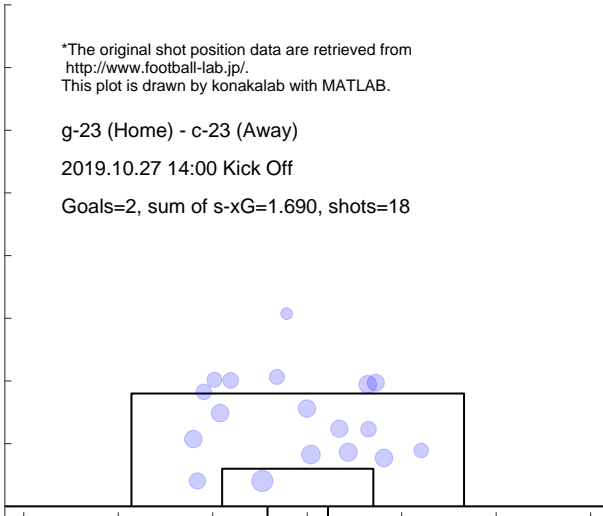 *The original shot position data are retrieved from
http://www.football-lab.jp/.
This plot is drawn by konakalab with MATLAB.
g-23 (Home) - c-23 (Away)
2019.10.27 14:00 Kick Off
Goals=2, sum of s-xG=1.690, shots=18